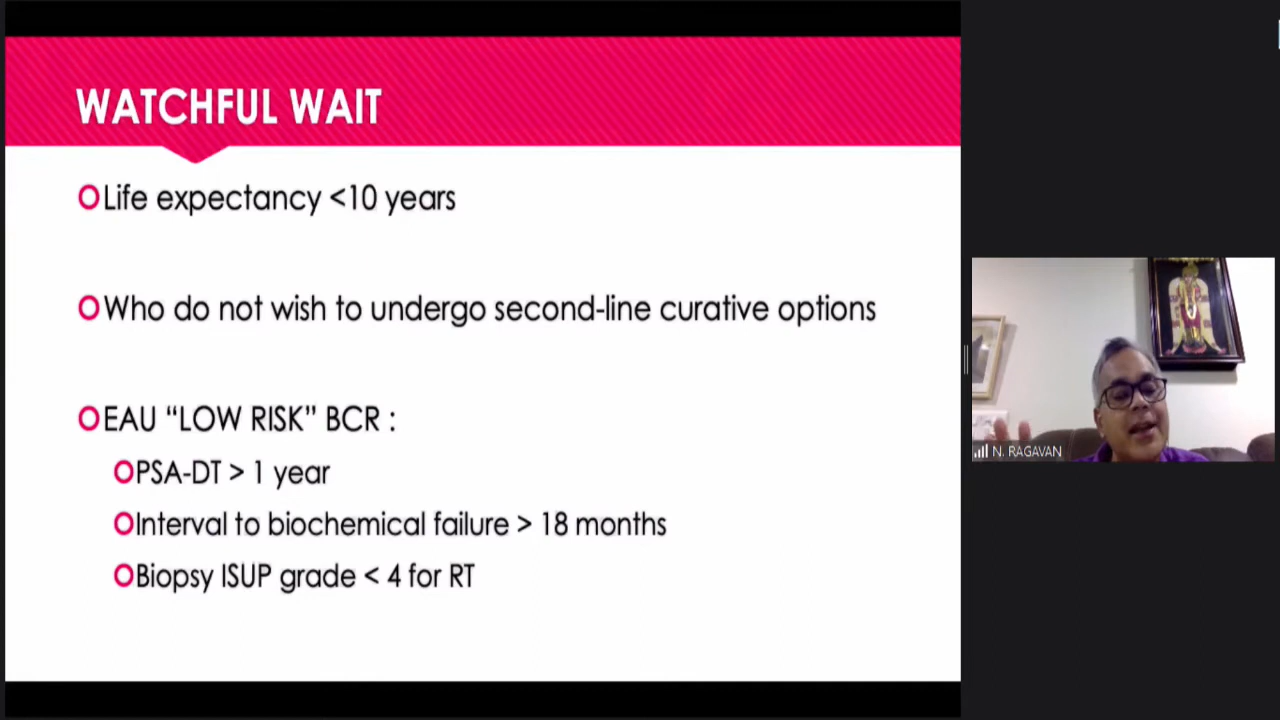 WATCHFUL WAIT
Life expectancy <10 years
Who do not wish to undergo second-line curative options
EAU “LOW RISK” BCR :
PSA-DT > 1 year
Interval to biochemical failure > 18 months
Biopsy ISUP grade < 4 for RT
N. RAGAVAN